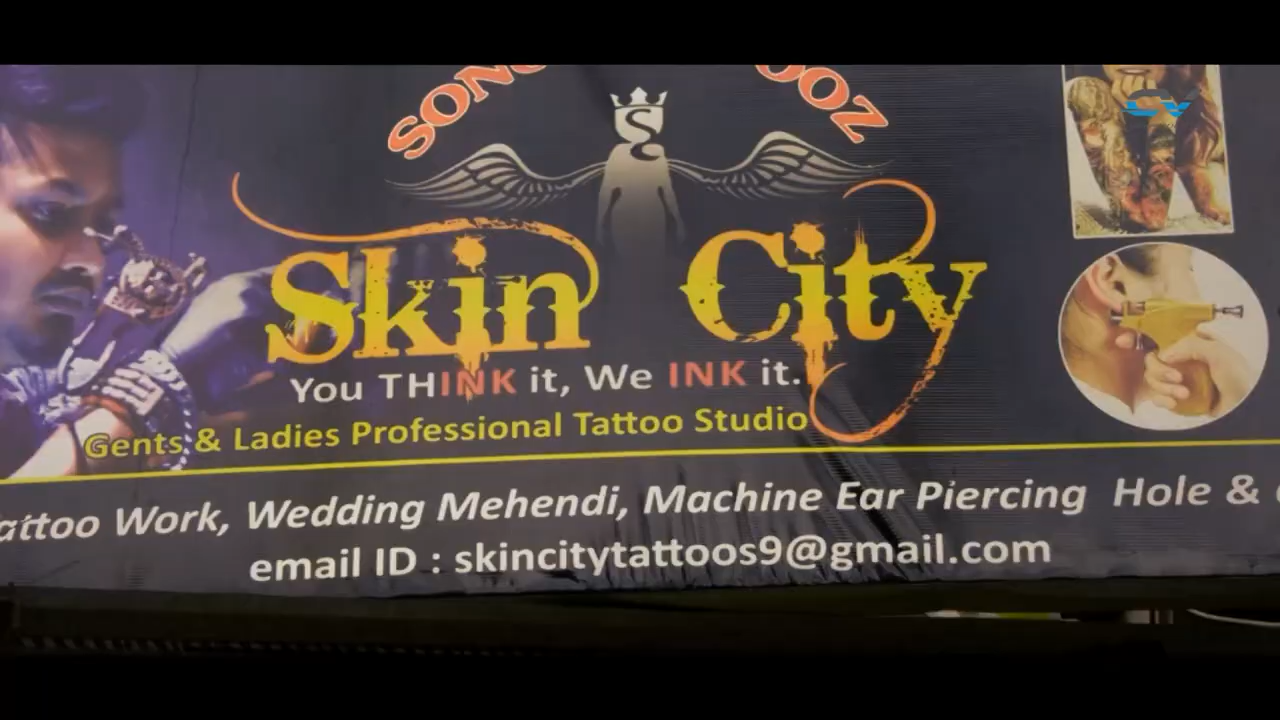 Skin City
You THINK it, We INK it.
Gents & Ladies Professional Tattoo Studio
Work, Wedding Mehendi, Machine Ear Piercing Hole &
email ID : skincitytattoos9@gmail.com